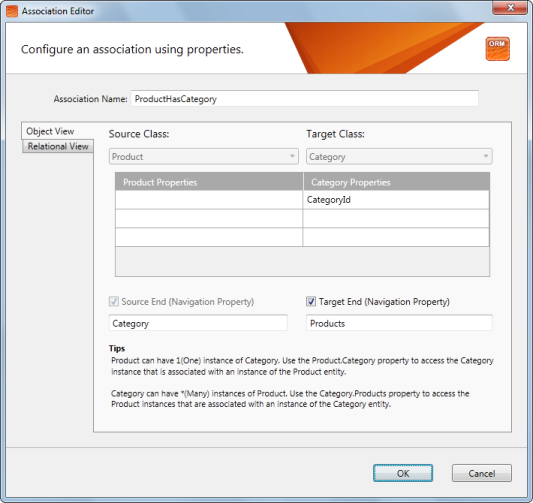 Association Editor
Configure an association using properties.
ORM
Association Name: ProductHasCategory
Object View
Relational View
Source Class: Target Class:
Product Category
Product Properties Category Properties
CategoryId
Source End (Navigation Property) Target End (Navigation Property)
Category Products
Tips
Product can have 1(One) instance of Category. Use the Product.Category property to access the Category
instance that is associated with an instance of the Product entity.
Category can have *(Many) instances of Product. Use the Category.Products property to access the
Product instances that are associated with an instance of the Category entity.
OK Cancel